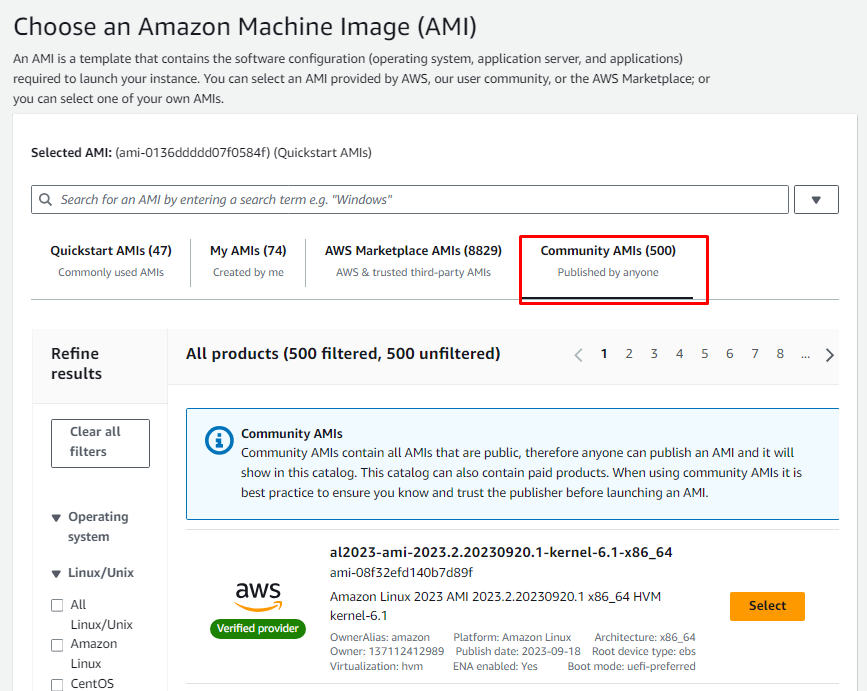 Choose an Amazon Machine Image (AMI)
An AMI is a template that contains the software configuration (operating system, application server, and applications)
required to launch your instance. You can select an AMI provided by AWS, our user community, or the AWS Marketplace; or
you can select one of your own AMIs.
Selected AMI: (ami-0136ddddd07f0584f) (Quickstart AMIs)
Search for an AMI by entering a search term e.g. "Windows"
Quickstart AMIs (47)
Commonly used AMIs
My AMIs (74)
Created by me
AWS Marketplace AMIs (8829)
AWS & trusted third-party AMIs
Community AMIs (500)
Published by anyone
Refine
results
Clear all
filters
Operating
system
Linux/Unix
All
Linux/Unix
Amazon
Linux
CentOS
All products (500 filtered, 500 unfiltered)
1 2 3 4 5 6 7 8 ...
Community AMIs
Community AMIs contain all AMIs that are public, therefore anyone can publish an AMI and it will
show in this catalog. This catalog can also contain paid products. When using community AMIs it is
best practice to ensure you know and trust the publisher before launching an AMI.
aws
Verified provider
al2023-ami-2023.2.20230920.1-kernel-6.1-x86_64
ami-08f32efd140b7d89f
Amazon Linux 2023 AMI 2023.2.20230920.1 x86_64 HVM
kernel-6.1
OwnerAlias: amazon Platform: Amazon Linux Architecture: x86_64
Owner: 137112412989 Publish date: 2023-09-18 Root device type: ebs
Virtualization: hvm ENA enabled: Yes Boot mode: uefi-preferred
Select